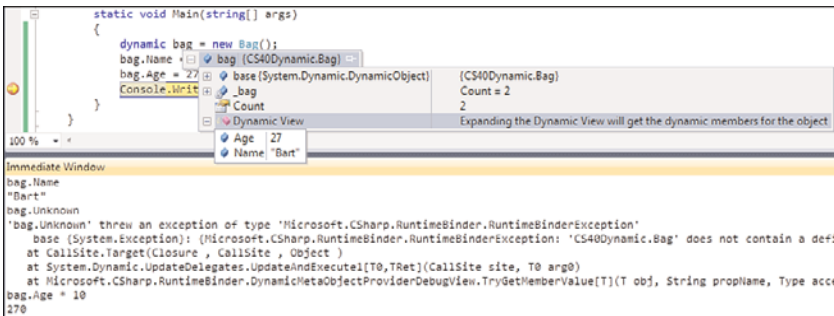 static void Main(string[] args)
{
dynamic bag = new Bag();
bag.Name = bag {CS40Dynamic.Bag}
bag.Age = 27 base {System.Dynamic.DynamicObject} {CS40Dynamic.Bag}
Console.Writ _bag Count = 2
} Count 2
} Dynamic View Expanding the Dynamic View will get the dynamic members for the object
100 % Age 27
Name "Bart"
Immediate Window
bag.Name
"Bart"
bag.Unknown
'bag.Unknown' threw an exception of type 'Microsoft.CSharp.RuntimeBinder.RuntimeBinderException'
base {System.Exception}: {Microsoft.CSharp.RuntimeBinder.RuntimeBinderException: 'CS40Dynamic.Bag' does not contain a defi
at CallSite.Target(Closure , CallSite , Object )
at System.Dynamic.UpdateDelegates.UpdateAndExecute1[T0,TRet](CallSite site, T0 arg0)
at Microsoft.CSharp.RuntimeBinder.DynamicMetaObjectProviderDebugView.TryGetMemberValue[T](T obj, String propName, Type acce
bag.Age * 10
270